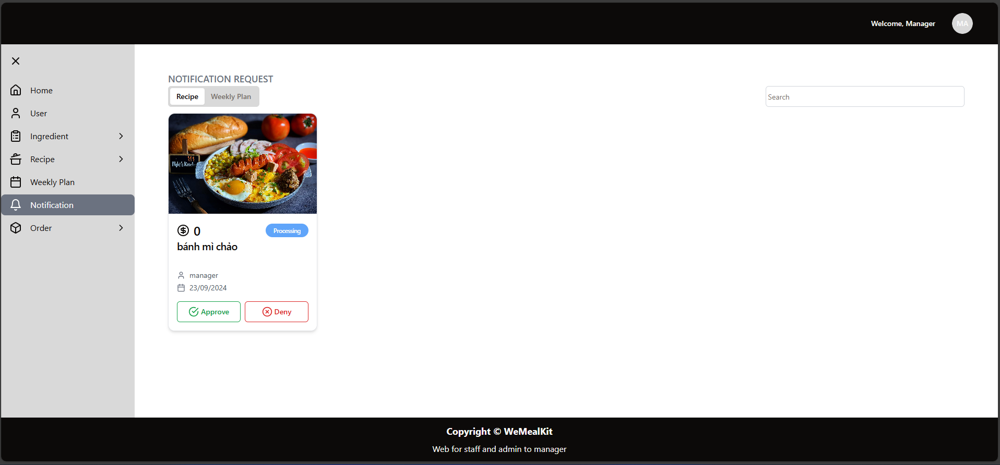 Welcome, Manager
MA
Home
User
Ingredient
Recipe
Weekly Plan
Notification
Order
NOTIFICATION REQUEST
Recipe
Weekly Plan
Search
Nghi's Kitchen
0
Processing
bánh mì chảo
manager
23/09/2024
Approve
Deny
Copyright © WeMealKit
Web for staff and admin to manager